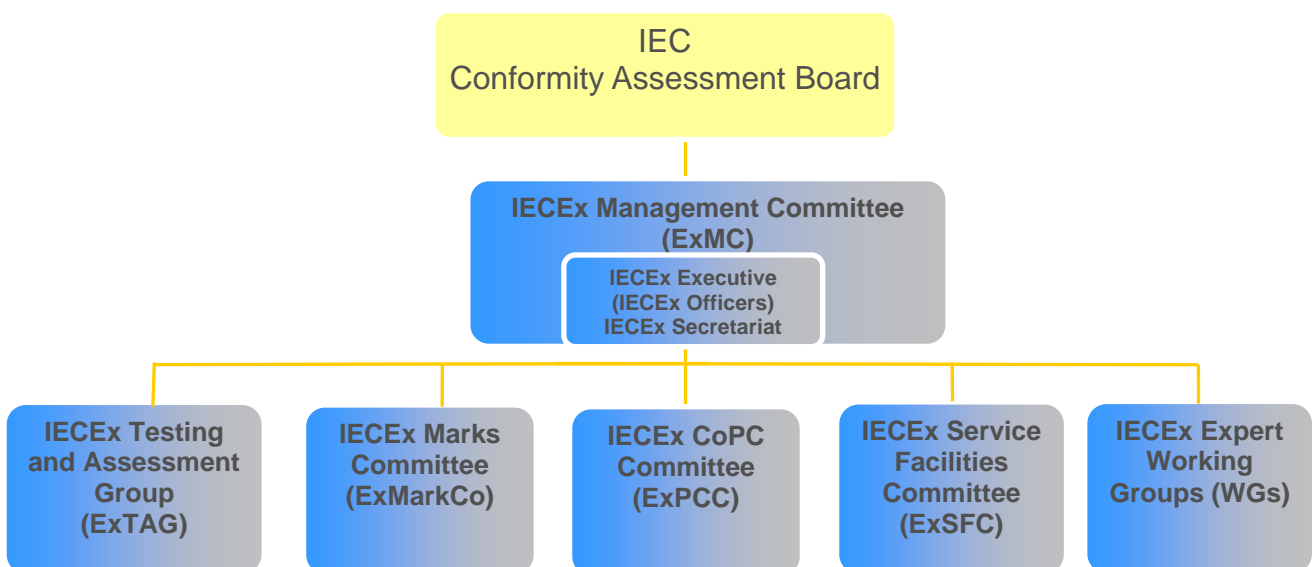 IEC
Conformity Assessment Board
IECEx Management Committee
(ExMC)
IECEx Executive
(IECEx Officers)
IECEx Secretariat
IECEx Testing
and Assessment
Group
(ExTAG)
IECEx Marks
Committee
(ExMarkCo)
IECEx CoPC
Committee
(ExPCC)
IECEx Service
Facilities
Committee
(ExSFC)
IECEx Expert
Working
Groups (WGs)